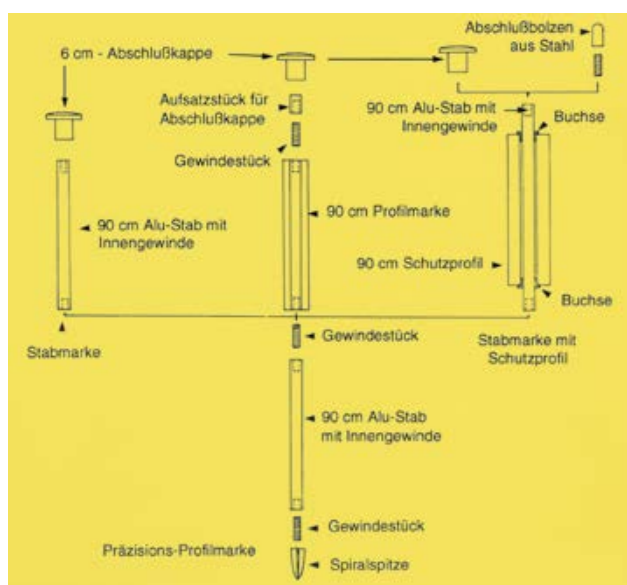 Abschlußbolzen
aus Stahl
6 cm - Abschlußkappe
Aufsatzstück für
Abschlußkappe
90 cm Alu-Stab mit
Innengewinde
Buchse
Gewindestück
90 cm Alu-Stab mit
Innengewinde
90 cm Profilmarke
90 cm Schutzprofil
Buchse
Stabmarke
Gewindestück
Stabmarke mit
Schutzprofil
90 cm Alu-Stab
mit Innengewinde
Gewindestück
Präzisions-Profilmarke
Spiralspitze